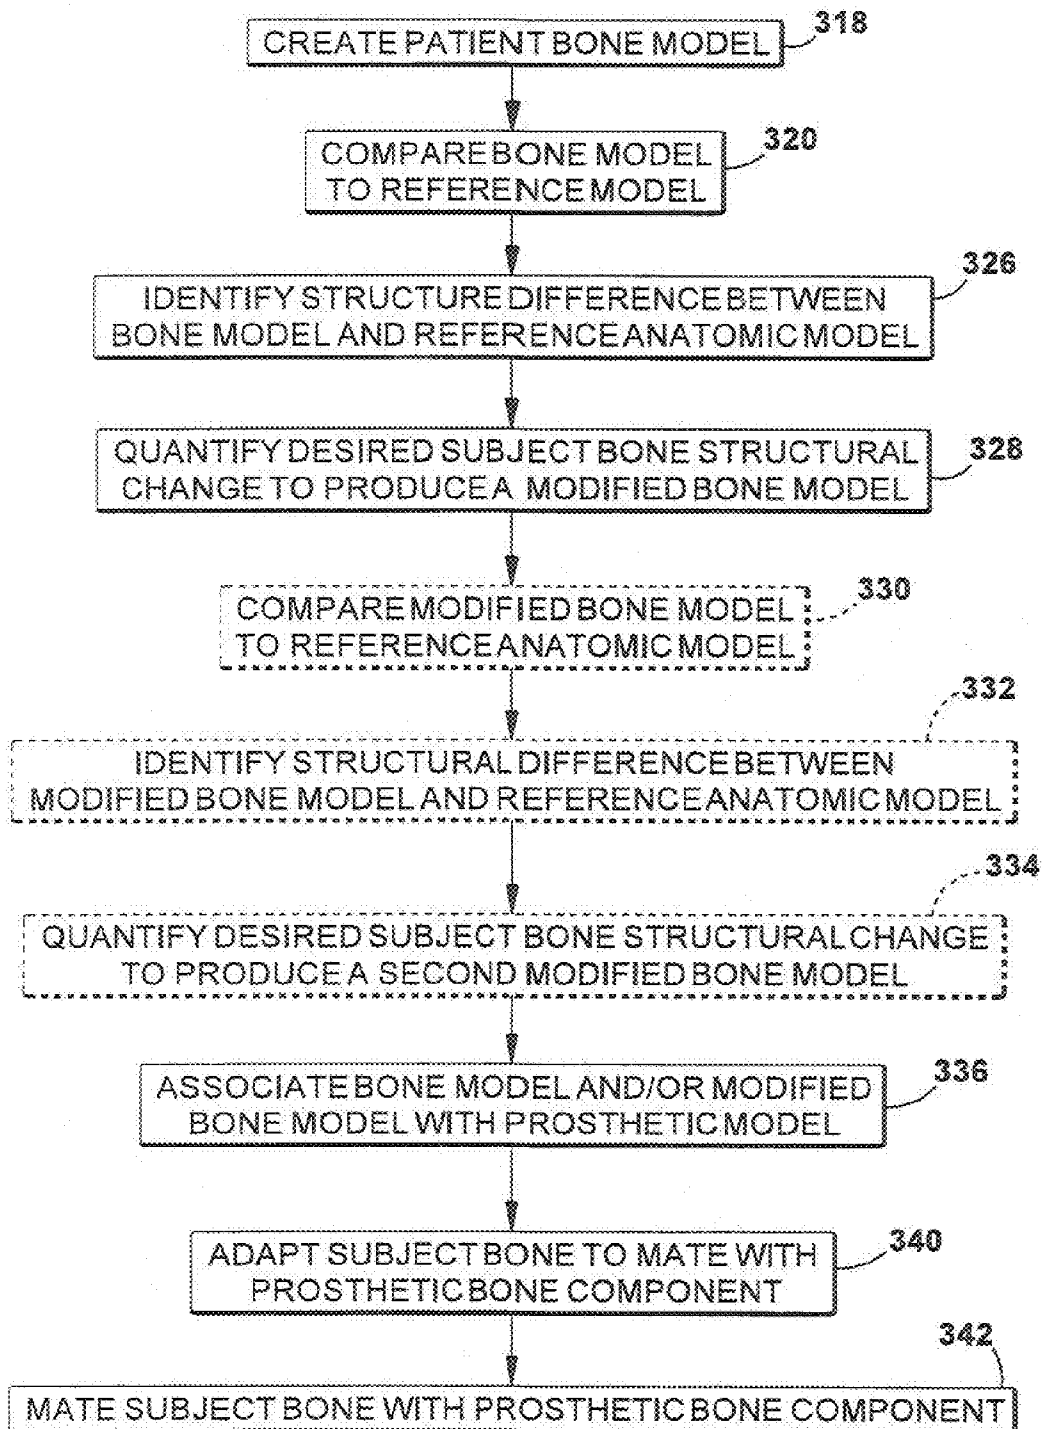 CREATE PATIENT BONE MODEL
318
COMPARE BONE MODEL
TO REFERENCE MODEL
320
IDENTIFY STRUCTURE DIFFERENCE BETWEEN
BONE MODEL AND REFERENCE ANATOMIC MODEL
326
QUANTIFY DESIRED SUBJECT BONE STRUCTURAL
CHANGE TO PRODUCE A MODIFIED BONE MODEL
328
COMPARE MODIFIED BONE MODEL
TO REFERENCE ANATOMIC MODEL
330
IDENTIFY STRUCTURAL DIFFERENCE BETWEEN
MODIFIED BONE MODEL AND REFERENCE ANATOMIC MODEL
332
QUANTIFY DESIRED SUBJECT BONE STRUCTURAL CHANGE
TO PRODUCE A SECOND MODIFIED BONE MODEL
334
ASSOCIATE BONE MODEL AND/OR MODIFIED
BONE MODEL WITH PROSTHETIC MODEL
336
ADAPT SUBJECT BONE TO MATE WITH
PROSTHETIC BONE COMPONENT
340
MATE SUBJECT BONE WITH PROSTHETIC BONE COMPONENT
342